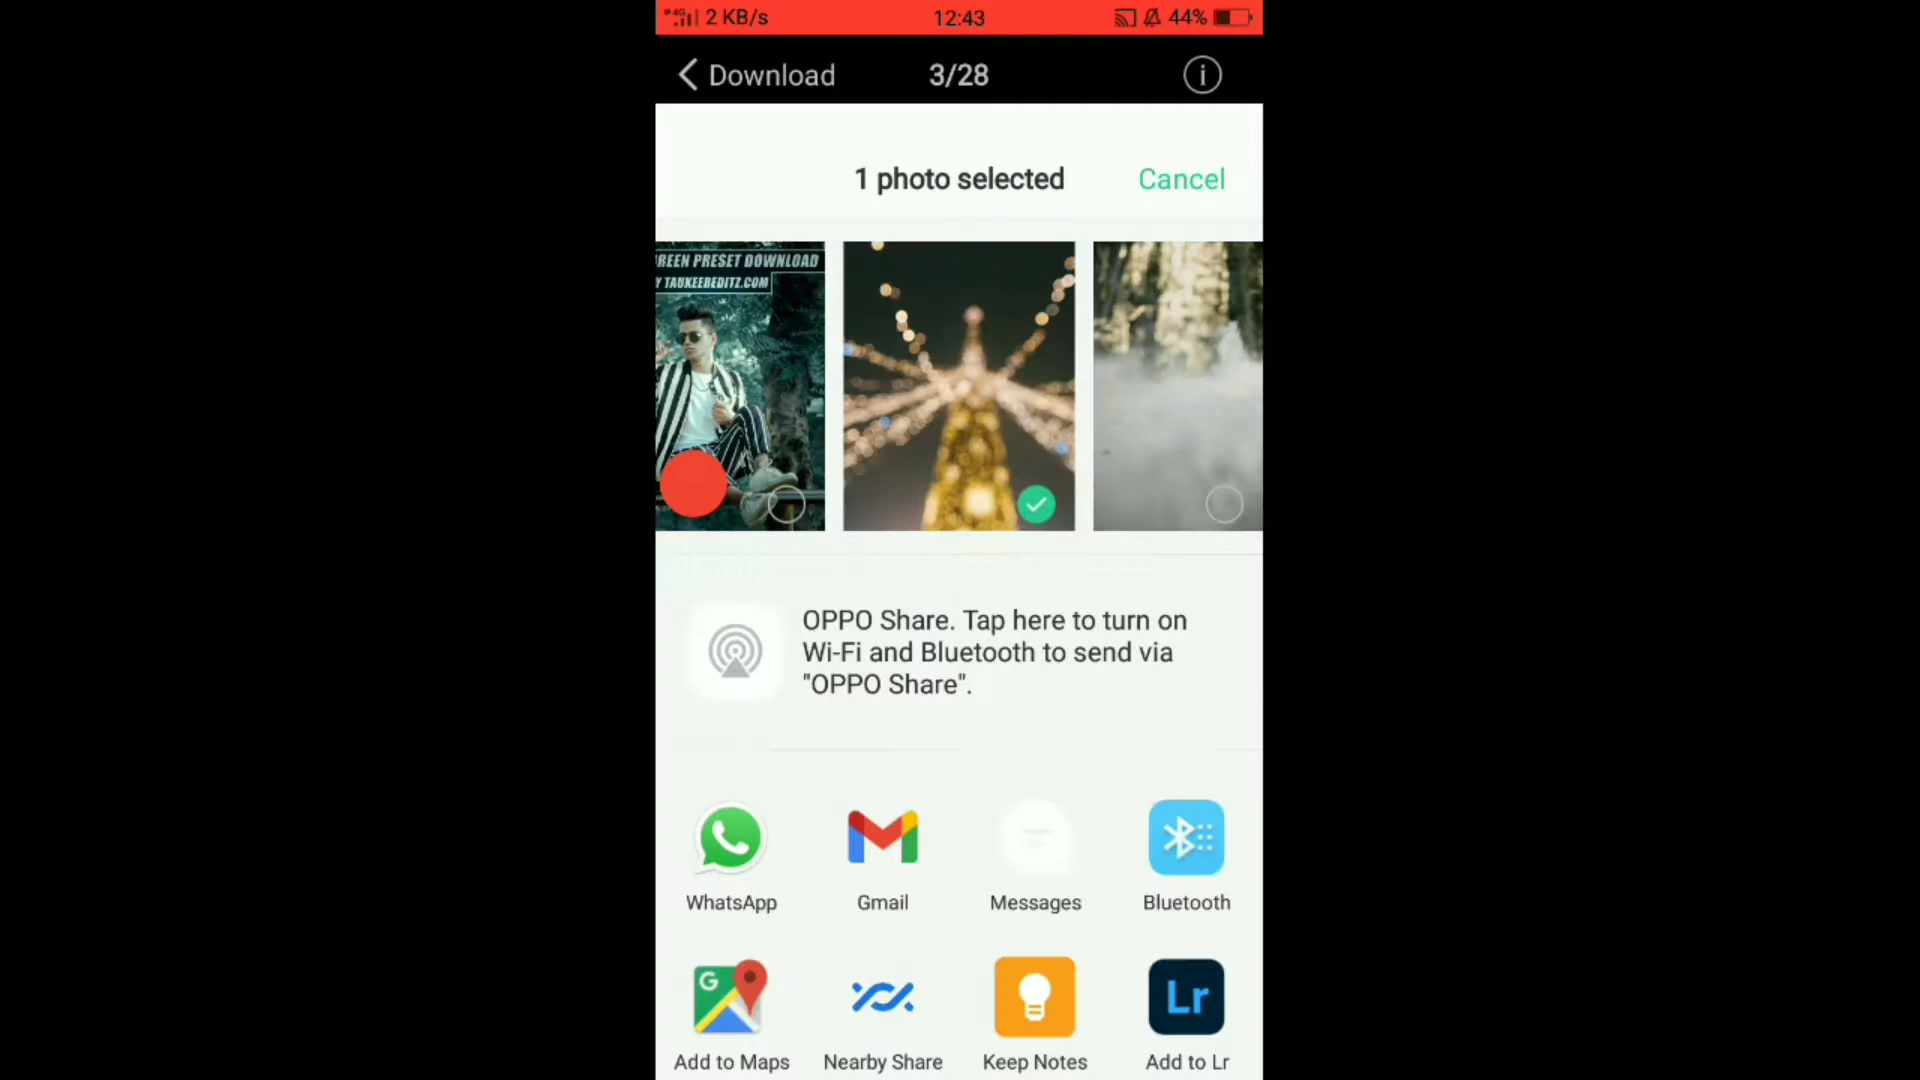 4G 2 KB/s 12:43 44%
Download 3/28
1 photo selected Cancel
REEN PRESET DOWNLOAD
Y TAUKEEREDITZ.COM
OPPO Share. Tap here to turn on
Wi-Fi and Bluetooth to send via
"OPPO Share".
WhatsApp Gmail Messages Bluetooth
G Lr
Add to Maps Nearby Share Keep Notes Add to Lr